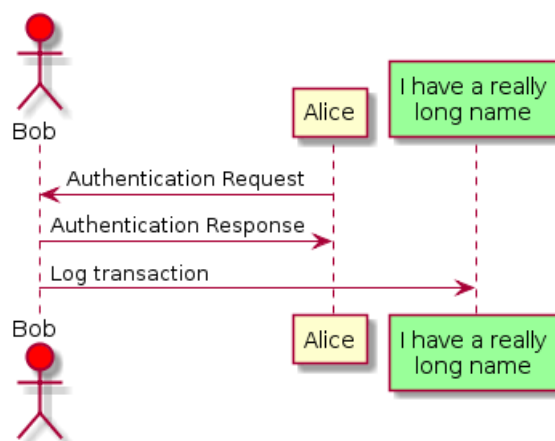 Bob
Alice
I have a really
long name
Authentication Request
Authentication Response
Log transaction
Bob
Alice
I have a really
long name